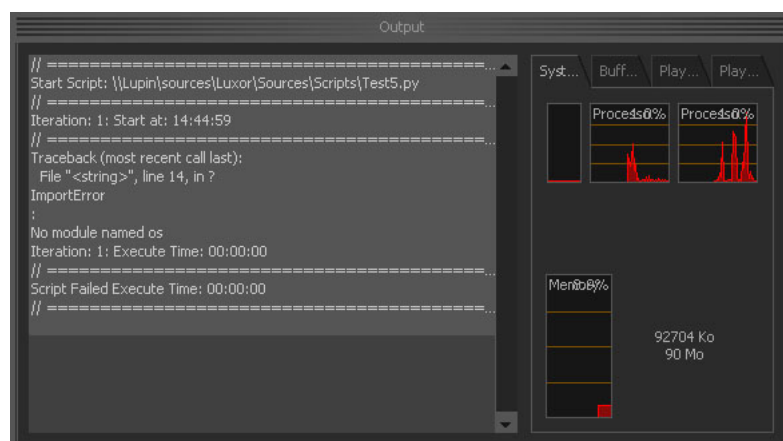 Output
// =========================================...
Start Script: \\Lupin\sources\Luxor\Sources\Scripts\Test5.py
// =========================================...
Iteration: 1: Start at: 14:44:59
// =========================================...
Traceback (most recent call last):
File "<string>", line 14, in ?
ImportError
:
No module named os
Iteration: 1: Execute Time: 00:00:00
// =========================================...
Script Failed Execute Time: 00:00:00
// =========================================...
Syst... Buff... Play... Play...
92704 Ko
90 Mo